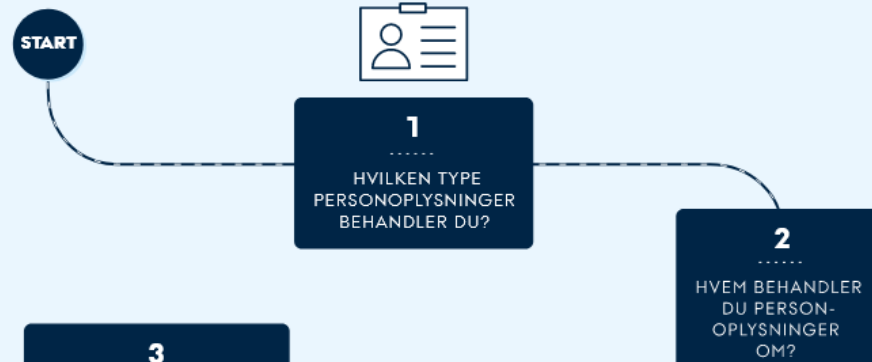 START
1
HVILKEN TYPE
PERSONOPLYSNINGER
BEHANDLER DU?
2
HVEM BEHANDLER
DU PERSON-
OPLYSNINGER
OM?
3